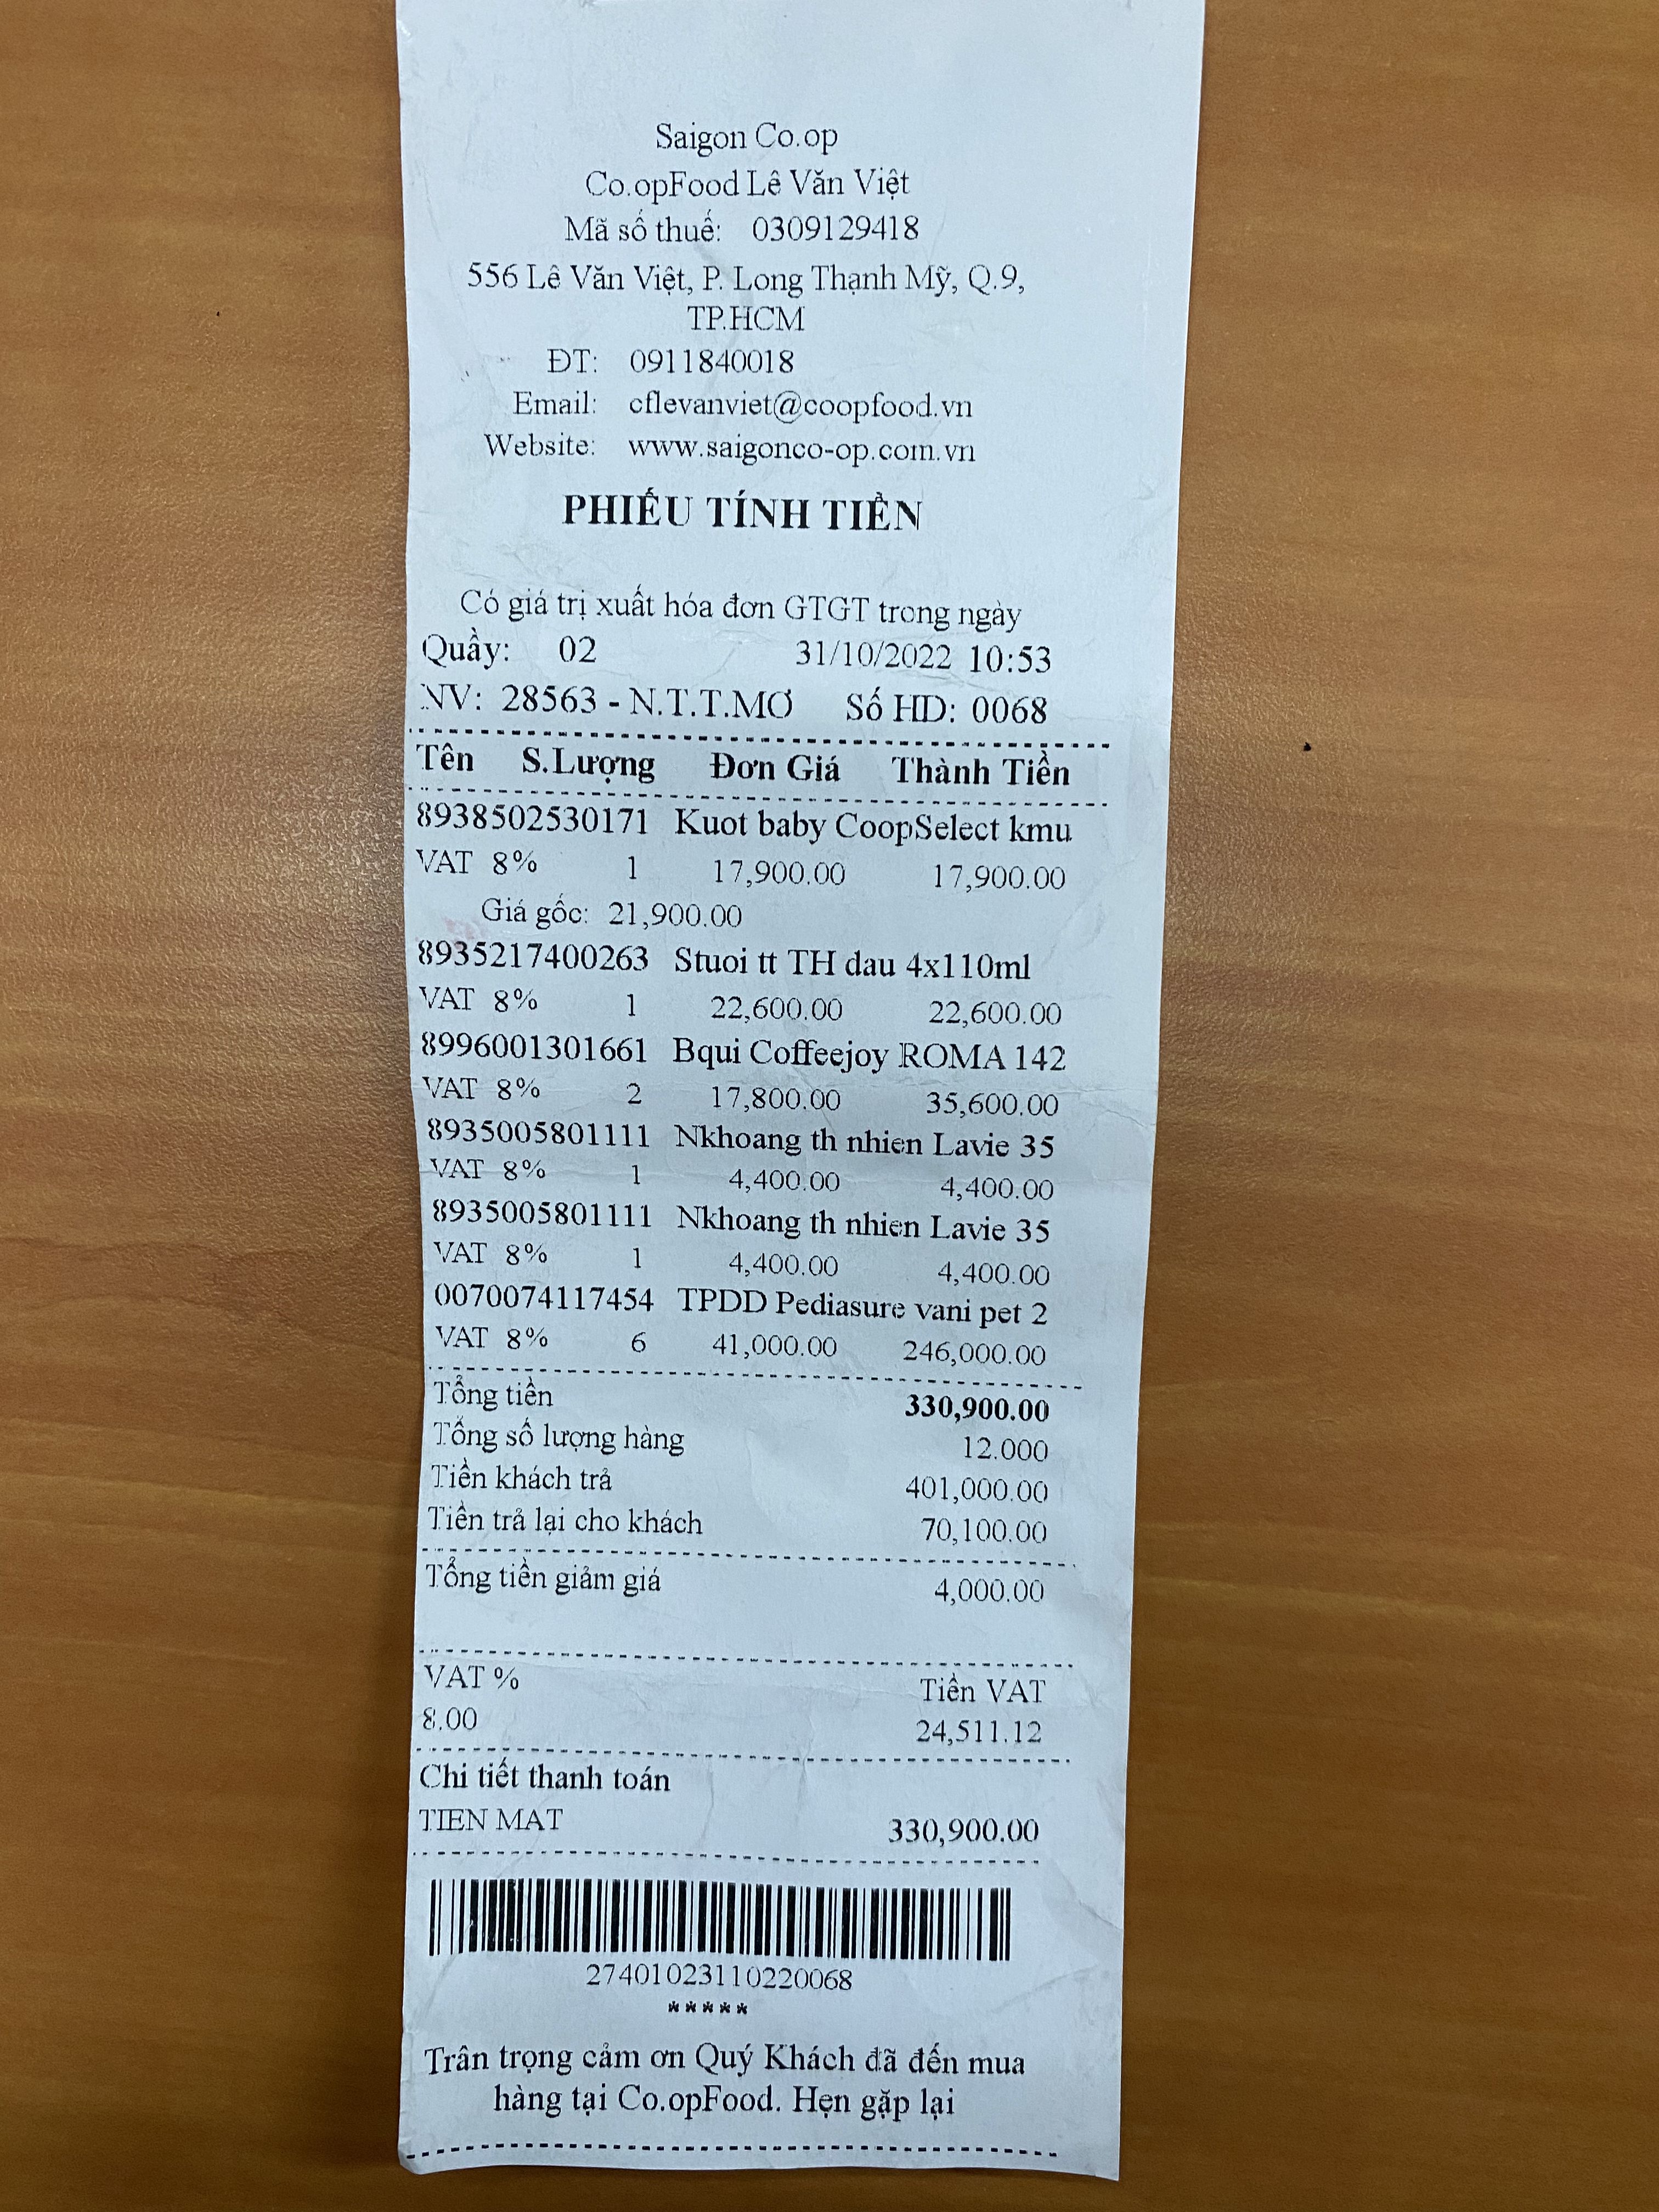 Saigon Co.op
Co.opFood Lê Văn Việt
Mã số thuế: 0309129418
556 Lê Văn Việt, P. Long Thạnh Mỹ, Q.9,
TP.HCM
ĐT: 0911840018
Email: cflevanviet@coopfood.vn
Website: www.saigonco-op.com.vn
PHIẾU TÍNH TIỀN
Có giá trị xuất hóa đơn GTGT trong ngày
Quầy: 02 31/10/2022 10:53
NV: 28563 - N.T.T.MƠ Số HD: 0068
Tên S.Lượng Đơn Giá Thành Tiền
8938502530171 Kuot baby CoopSelect kmu
VAT 8% 1 17,900.00 17,900.00
Giá gốc: 21,900.00
8935217400263 Stuoi tt TH dau 4x110ml
VAT 8% 1 22,600.00 22,600.00
8996001301661 Bqui Coffeejoy ROMA 142
VAT 8% 2 17,800.00 35,600.00
8935005801111 Nkhoang th nhien Lavie 35
VAT 8% 1 4,400.00 4,400.00
8935005801111 Nkhoang th nhien Lavie 35
VAT 8% 1 4,400.00 4,400.00
0070074117454 TPDD Pediasure vani pet 2
VAT 8% 6 41,000.00 246,000.00
Tổng tiền 330,900.00
Tổng số lượng hàng 12.000
Tiền khách trả 401,000.00
Tiền trả lại cho khách 70,100.00
Tổng tiền giảm giá 4,000.00
VAT % Tiền VAT
8.00 24,511.12
Chi tiết thanh toán
TIEN MAT 330,900.00
27401023110220068
*****
Trân trọng cảm ơn Quý Khách đã đến mua
hàng tại Co.opFood. Hẹn gặp lại